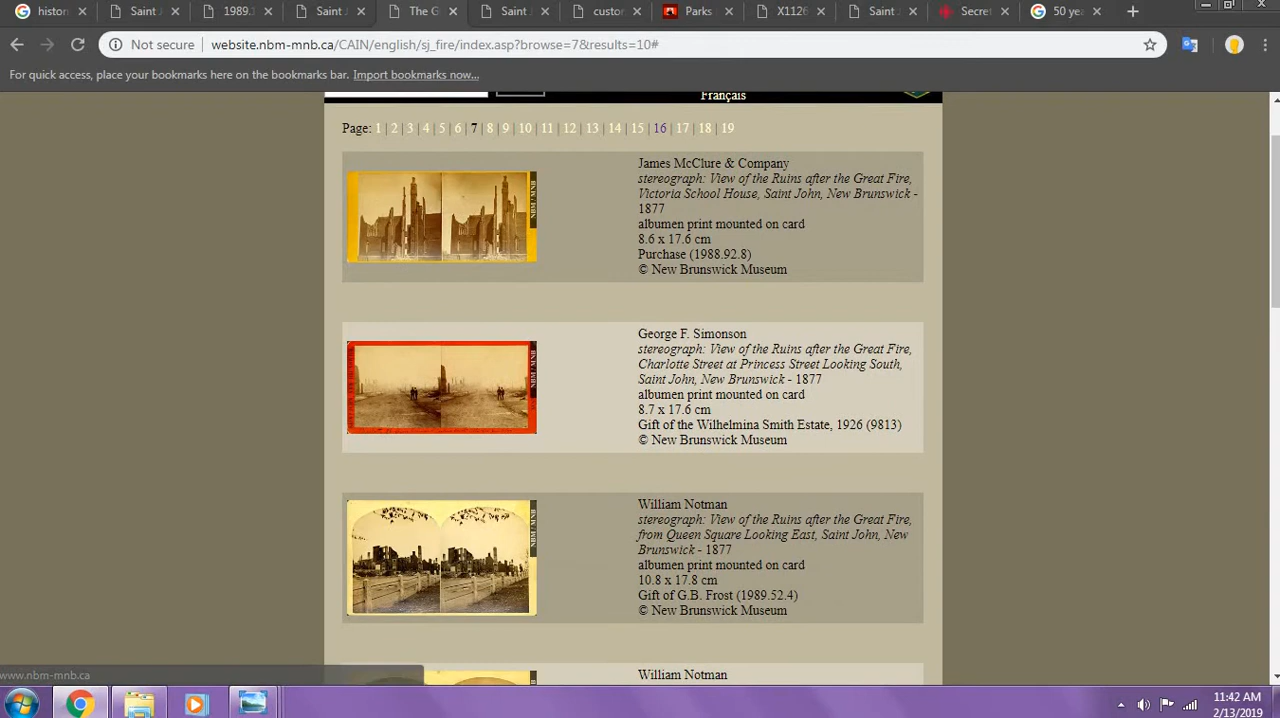 histor
Saint J
1989.
Saint J
The G
Saint J
custo
Parks
X1126
Saint J
Secret
50 yea
Not secure
website.nbm-mnb.ca/CAIN/english/sj_fire/index.asp?browse=7&results=10#
For quick access, place your bookmarks here on the bookmarks bar. Import bookmarks now...
Français
Page: 1 | 2 | 3 | 4 | 5 | 6 | 7 | 8 | 9 | 10 | 11 | 12 | 13 | 14 | 15 | 16 | 17 | 18 | 19
NBM / MNB
James McClure & Company
stereograph: View of the Ruins after the Great Fire,
Victoria School House, Saint John, New Brunswick -
1877
albumen print mounted on card
8.6 x 17.6 cm
Purchase (1988.92.8)
© New Brunswick Museum
NBM / MNB
George F. Simonson
stereograph: View of the Ruins after the Great Fire,
Charlotte Street at Princess Street Looking South,
Saint John, New Brunswick - 1877
albumen print mounted on card
8.7 x 17.6 cm
Gift of the Wilhelmina Smith Estate, 1926 (9813)
© New Brunswick Museum
NBM / MNB
William Notman
stereograph: View of the Ruins after the Great Fire,
from Queen Square Looking East, Saint John, New
Brunswick - 1877
albumen print mounted on card
10.8 x 17.8 cm
Gift of G.B. Frost (1989.52.4)
© New Brunswick Museum
William Notman
www.nbm-mnb.ca
11:42 AM
2/13/2019